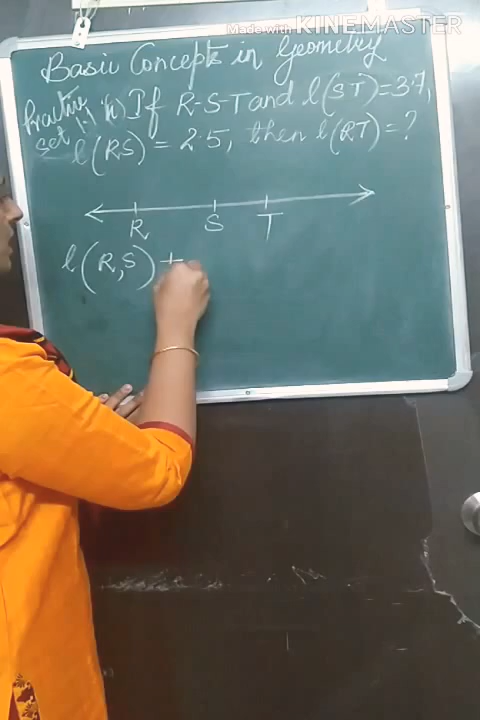 Made with KINEMASTER
Basic Concepts in Geometry
Practice set 1.1
If R-S-T and l(ST)=3.7,
l(RS) = 2.5, then l(RT)=?
R S T
l(R,S) +